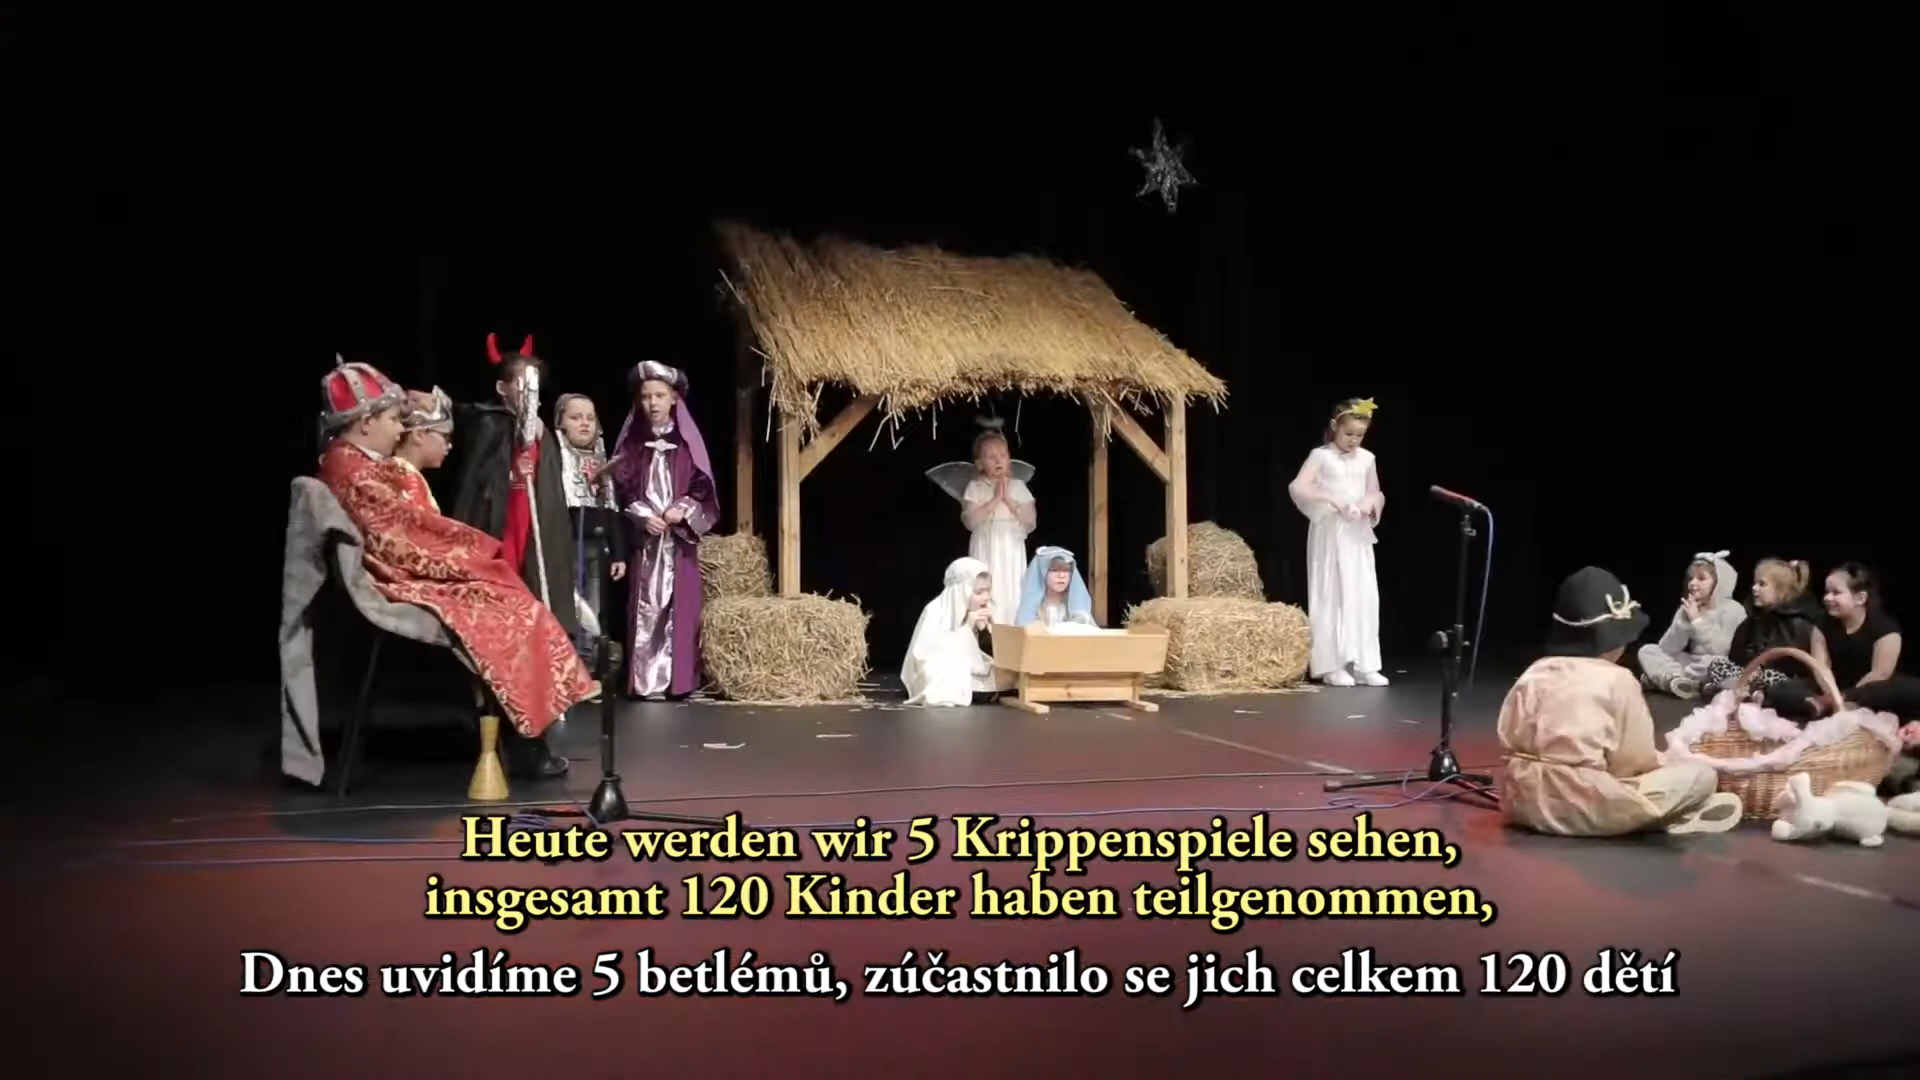 Heute werden wir 5 Krippenspiele sehen,
insgesamt 120 Kinder haben teilgenommen,
Dnes uvidíme 5 betlémů, zúčastnilo se jich celkem 120 dětí